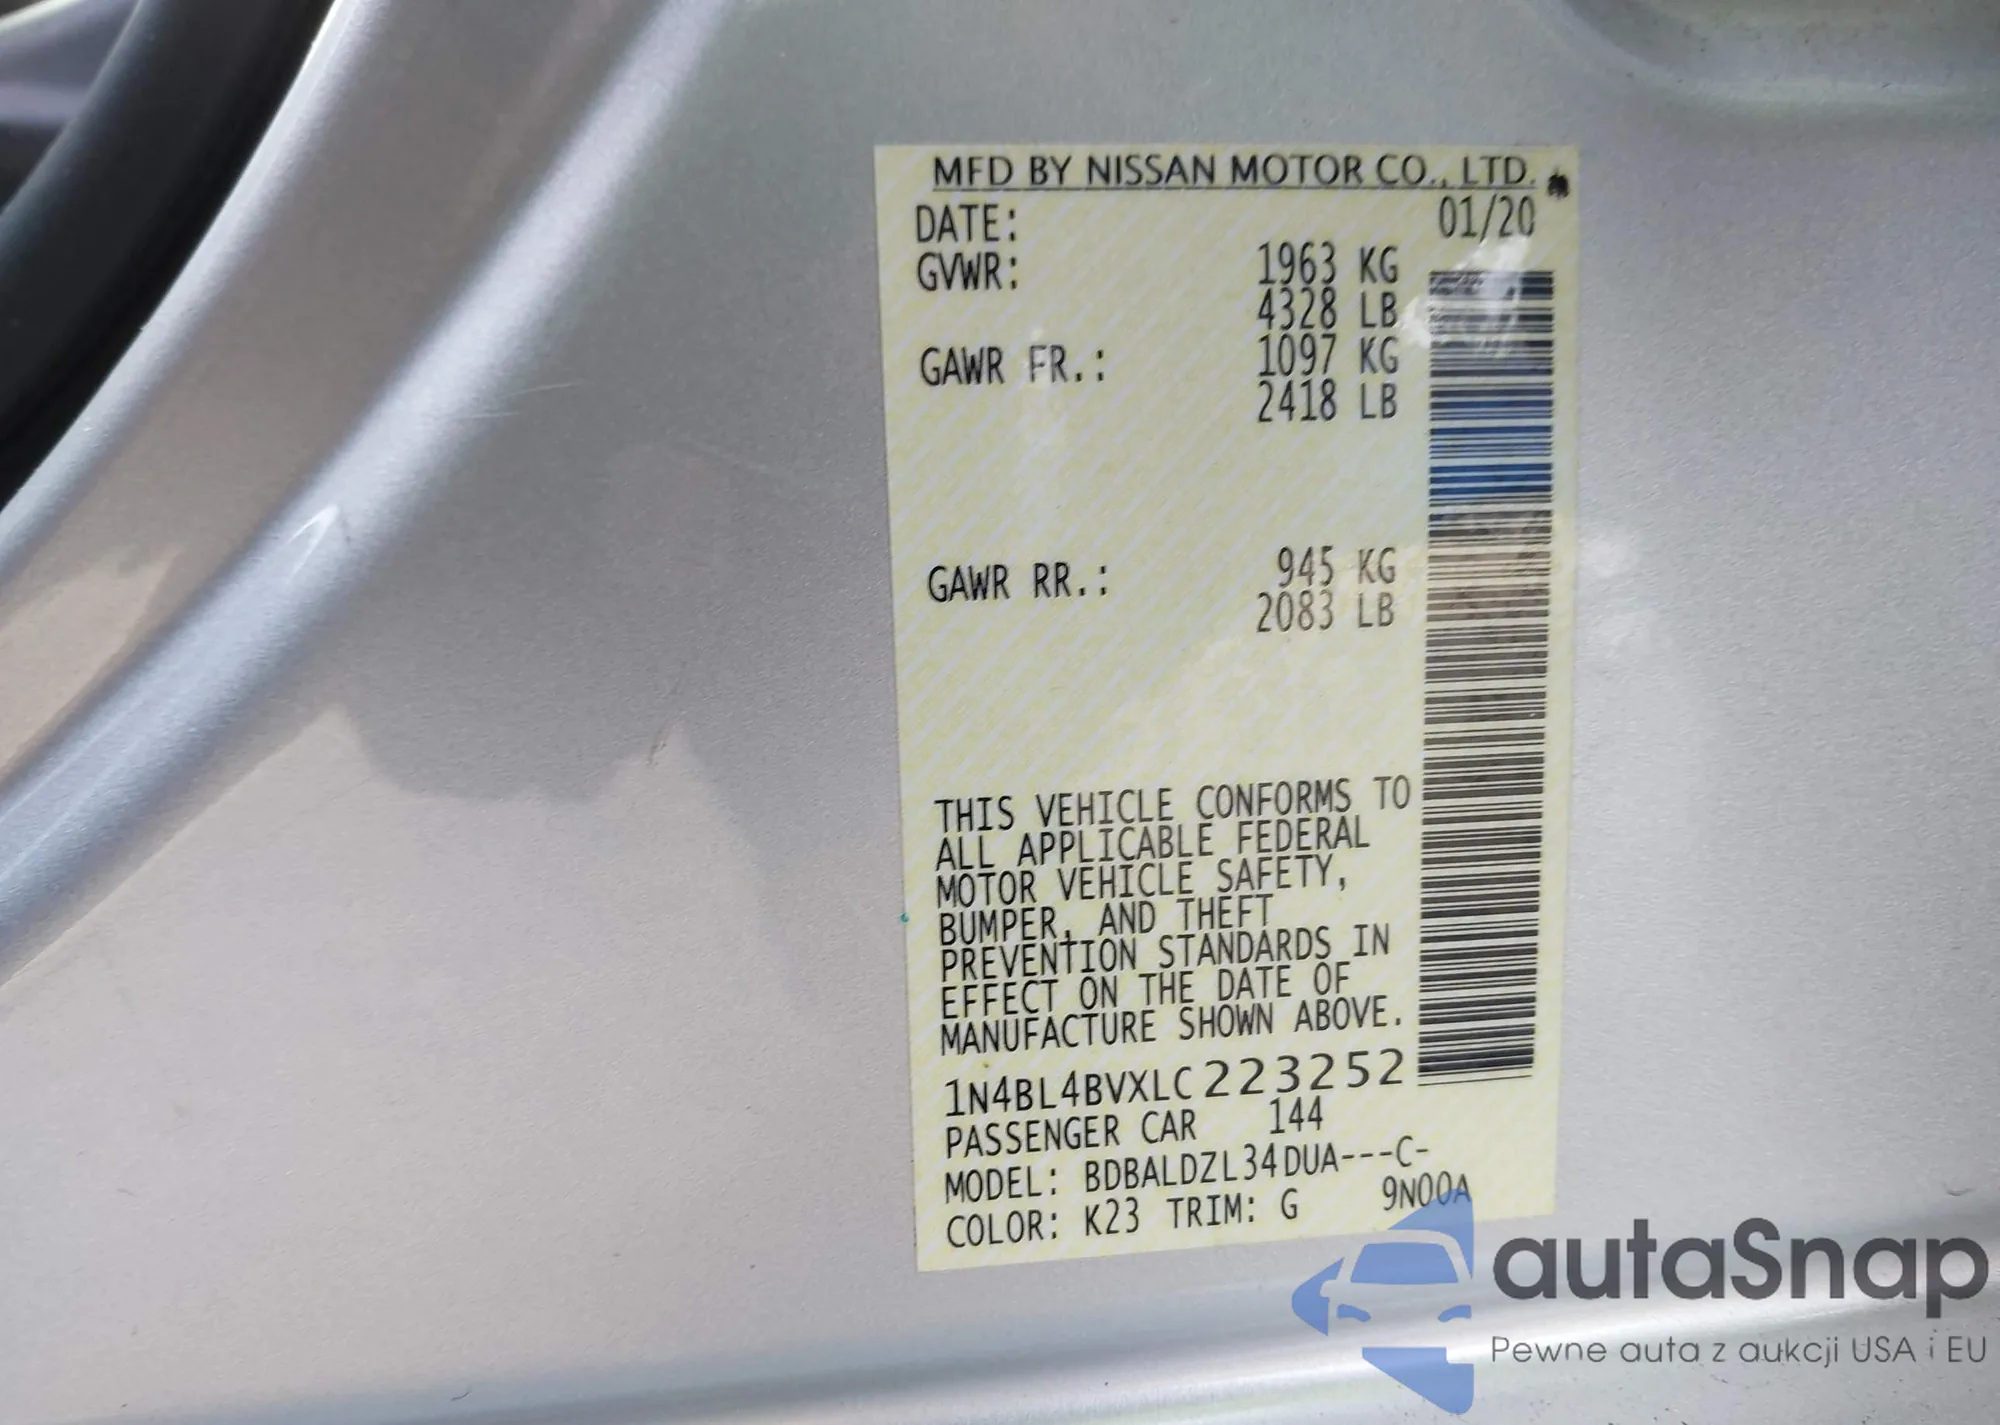 MFD BY NISSAN MOTOR CO., LTD.
DATE: 01/20
GVWR: 1963 KG
4328 LB
GAWR FR.: 1097 KG
2418 LB
GAWR RR.: 945 KG
2083 LB
THIS VEHICLE CONFORMS TO
ALL APPLICABLE FEDERAL
MOTOR VEHICLE SAFETY,
BUMPER, AND THEFT
PREVENTION STANDARDS IN
EFFECT ON THE DATE OF
MANUFACTURE SHOWN ABOVE.
1N4BL4BVXLC223252
PASSENGER CAR 144
MODEL: BDBALDZL34DUA---C-
COLOR: K23 TRIM: G 9N00A
autaSnap
Pewne auta z aukcji USA i EU